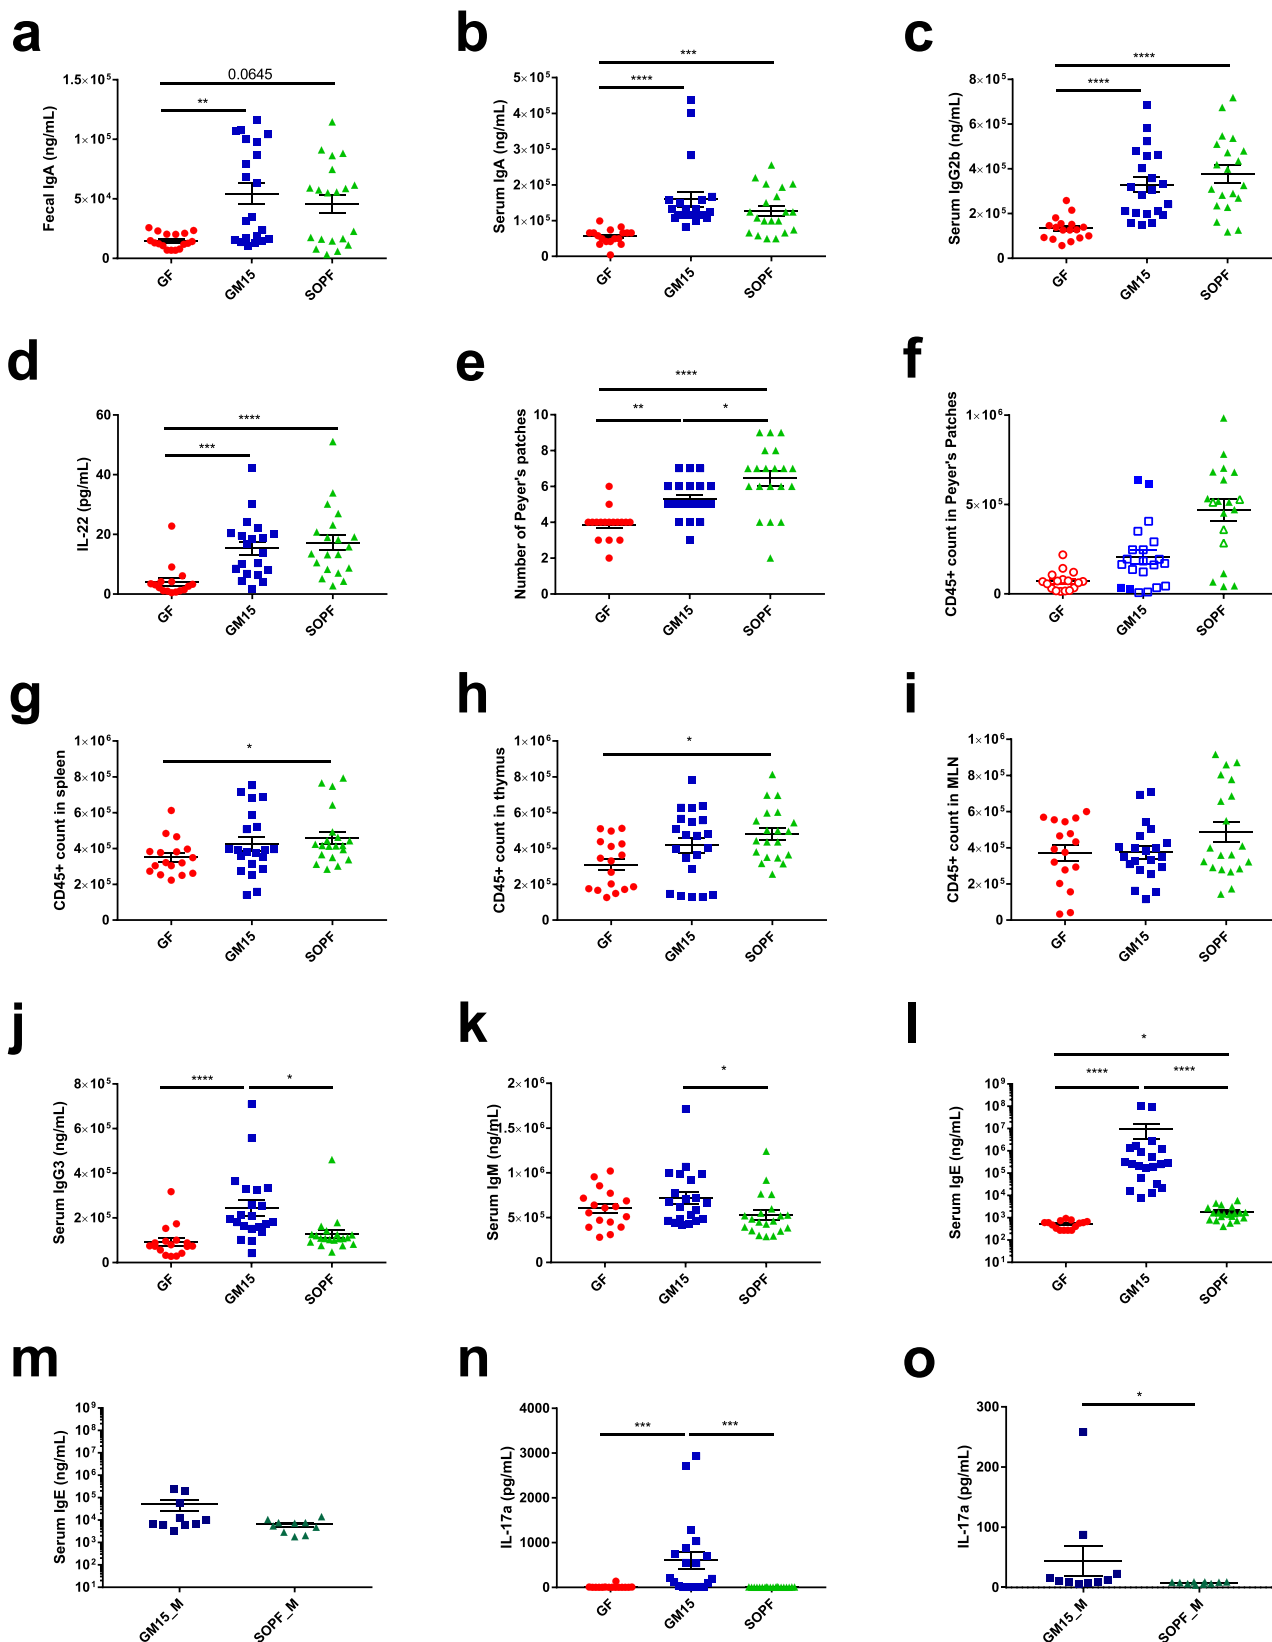 a
Fecal IgA (ng/mL)
1.5×10⁵
1×10⁵
5×10⁴
0
0.0645
**
GF
GM15
SOPF
b
Serum IgA (ng/mL)
5×10⁵
4×10⁵
3×10⁵
2×10⁵
1×10⁵
0
***
****
GF
GM15
SOPF
c
Serum IgG2b (ng/mL)
8×10⁵
6×10⁵
4×10⁵
2×10⁵
0
****
****
GF
GM15
SOPF
d
IL-22 (pg/mL)
60
40
20
0
****
***
GF
GM15
SOPF
e
Number of Peyer's patches
10
8
6
4
2
0
****
**
*
GF
GM15
SOPF
f
CD45+ count in Peyer's Patches
1×10⁶
5×10⁵
0
GF
GM15
SOPF
g
CD45+ count in spleen
1×10⁶
8×10⁵
6×10⁵
4×10⁵
2×10⁵
0
*
GF
GM15
SOPF
h
CD45+ count in thymus
1×10⁶
8×10⁵
6×10⁵
4×10⁵
2×10⁵
0
*
GF
GM15
SOPF
i
CD45+ count in MLN
1×10⁶
8×10⁵
6×10⁵
4×10⁵
2×10⁵
0
GF
GM15
SOPF
j
Serum IgG3 (ng/mL)
8×10⁵
6×10⁵
4×10⁵
2×10⁵
0
****
*
GF
GM15
SOPF
k
Serum IgM (ng/mL)
2×10⁶
1.5×10⁶
1×10⁶
5×10⁵
0
*
GF
GM15
SOPF
l
Serum IgE (ng/mL)
10⁹
10⁸
10⁷
10⁶
10⁵
10⁴
10³
10²
10¹
*
****
****
GF
GM15
SOPF
m
Serum IgE (ng/mL)
10⁹
10⁸
10⁷
10⁶
10⁵
10⁴
10³
10²
10¹
GM15_M
SOPF_M
n
IL-17a (pg/mL)
4000
3000
2000
1000
0
***
***
GF
GM15
SOPF
o
IL-17a (pg/mL)
300
200
100
0
*
GM15_M
SOPF_M